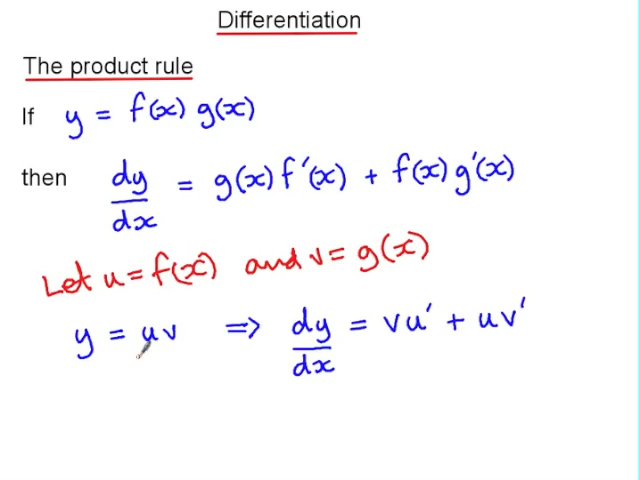 Differentiation
The product rule
If y = f(x) g(x)
then dy/dx = g(x) f'(x) + f(x) g'(x)
Let u = f(x) and v = g(x)
y = uv => dy/dx = vu' + uv'